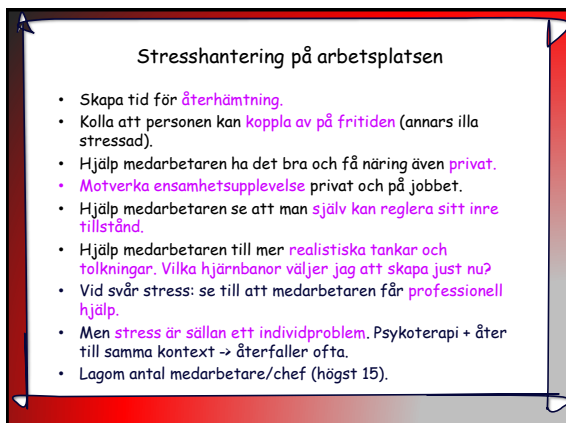 Stresshantering på arbetsplatsen
• Skapa tid för återhämtning.
• Kolla att personen kan koppla av på fritiden (annars illa
stressad).
• Hjälp medarbetaren ha det bra och få näring även privat.
• Motverka ensamhetsupplevelse privat och på jobbet.
• Hjälp medarbetaren se att man själv kan reglera sitt inre
tillstånd.
• Hjälp medarbetaren till mer realistiska tankar och
tolkningar. Vilka hjärnbanor väljer jag att skapa just nu?
• Vid svår stress: se till att medarbetaren får professionell
hjälp.
• Men stress är sällan ett individproblem. Psykoterapi + åter
till samma kontext -> återfaller ofta.
• Lagom antal medarbetare/chef (högst 15).